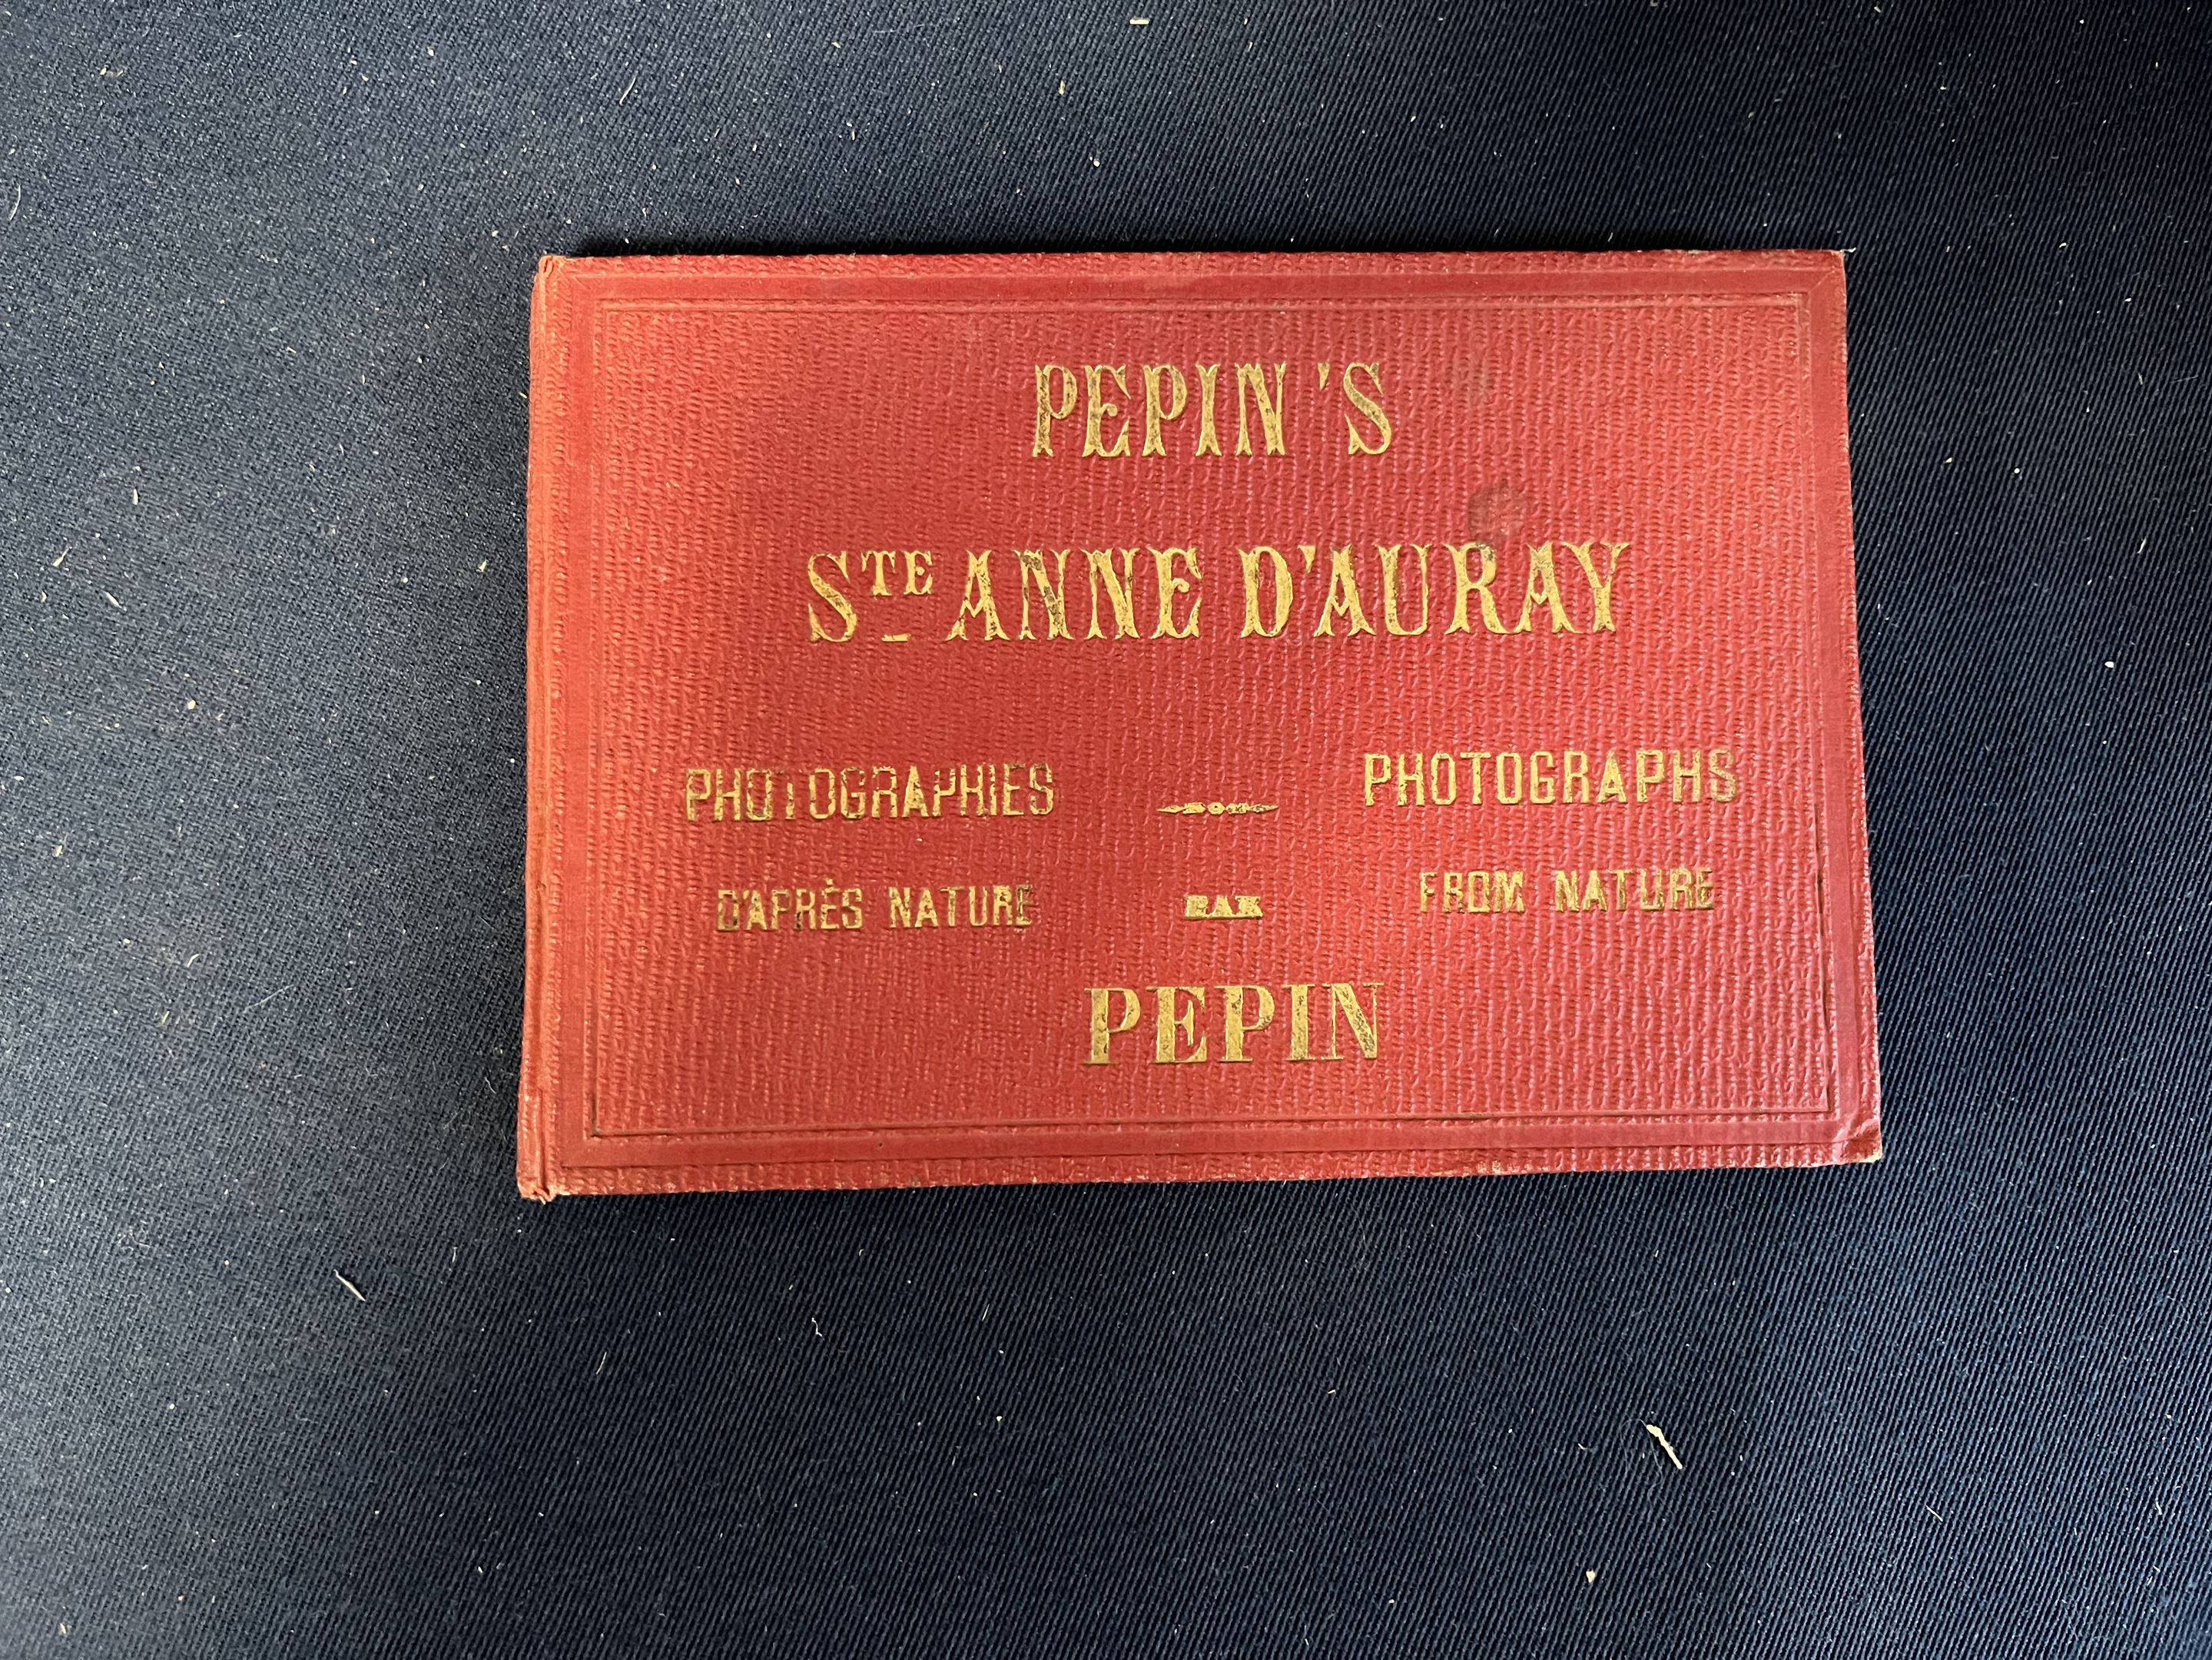 PEPIN'S
STE ANNE D'AURAY
PHOTOGRAPHIES PHOTOGRAPHS
D'APRÈS NATURE PAR FROM NATURE
PEPIN